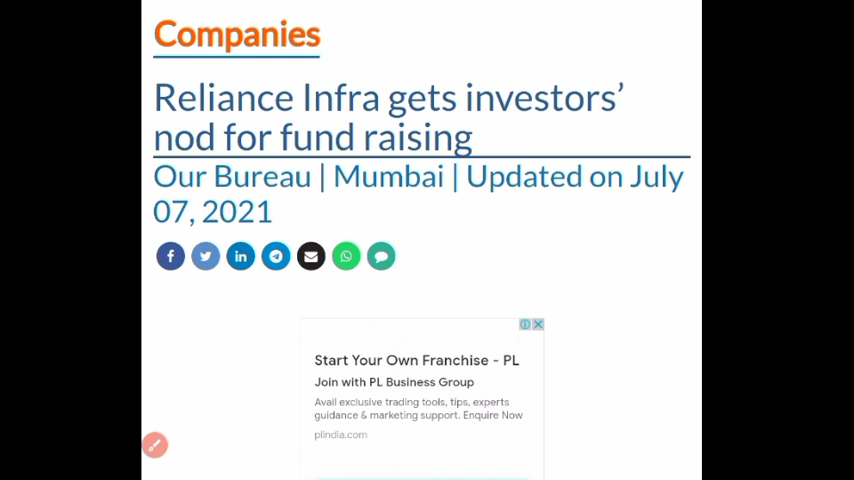 Companies
Reliance Infra gets investors’
nod for fund raising
Our Bureau | Mumbai | Updated on July
07, 2021
Start Your Own Franchise - PL
Join with PL Business Group
Avail exclusive trading tools, tips, experts
guidance & marketing support. Enquire Now
plindia.com